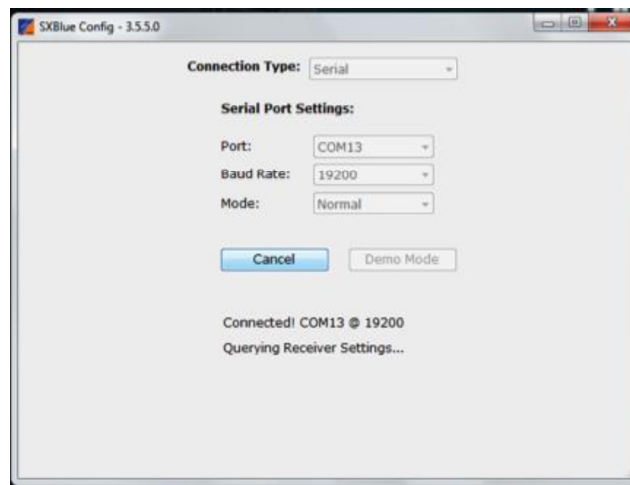 SXBlue Config - 3.5.5.0
Connection Type: Serial
Serial Port Settings:
Port: COM13
Baud Rate: 19200
Mode: Normal
Cancel Demo Mode
Connected! COM13 @ 19200
Querying Receiver Settings...